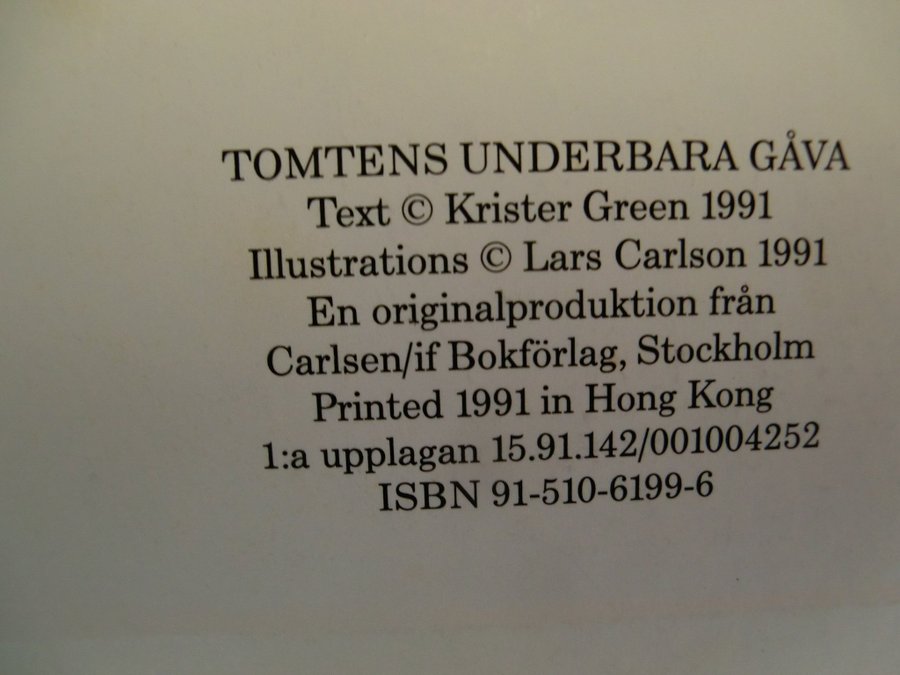 TOMTENS UNDERBARA GÅVA
Text © Krister Green 1991
Illustrations © Lars Carlson 1991
En originalproduktion från
Carlsen/if Bokförlag, Stockholm
Printed 1991 in Hong Kong
1:a upplagan 15.91.142/001004252
ISBN 91-510-6199-6